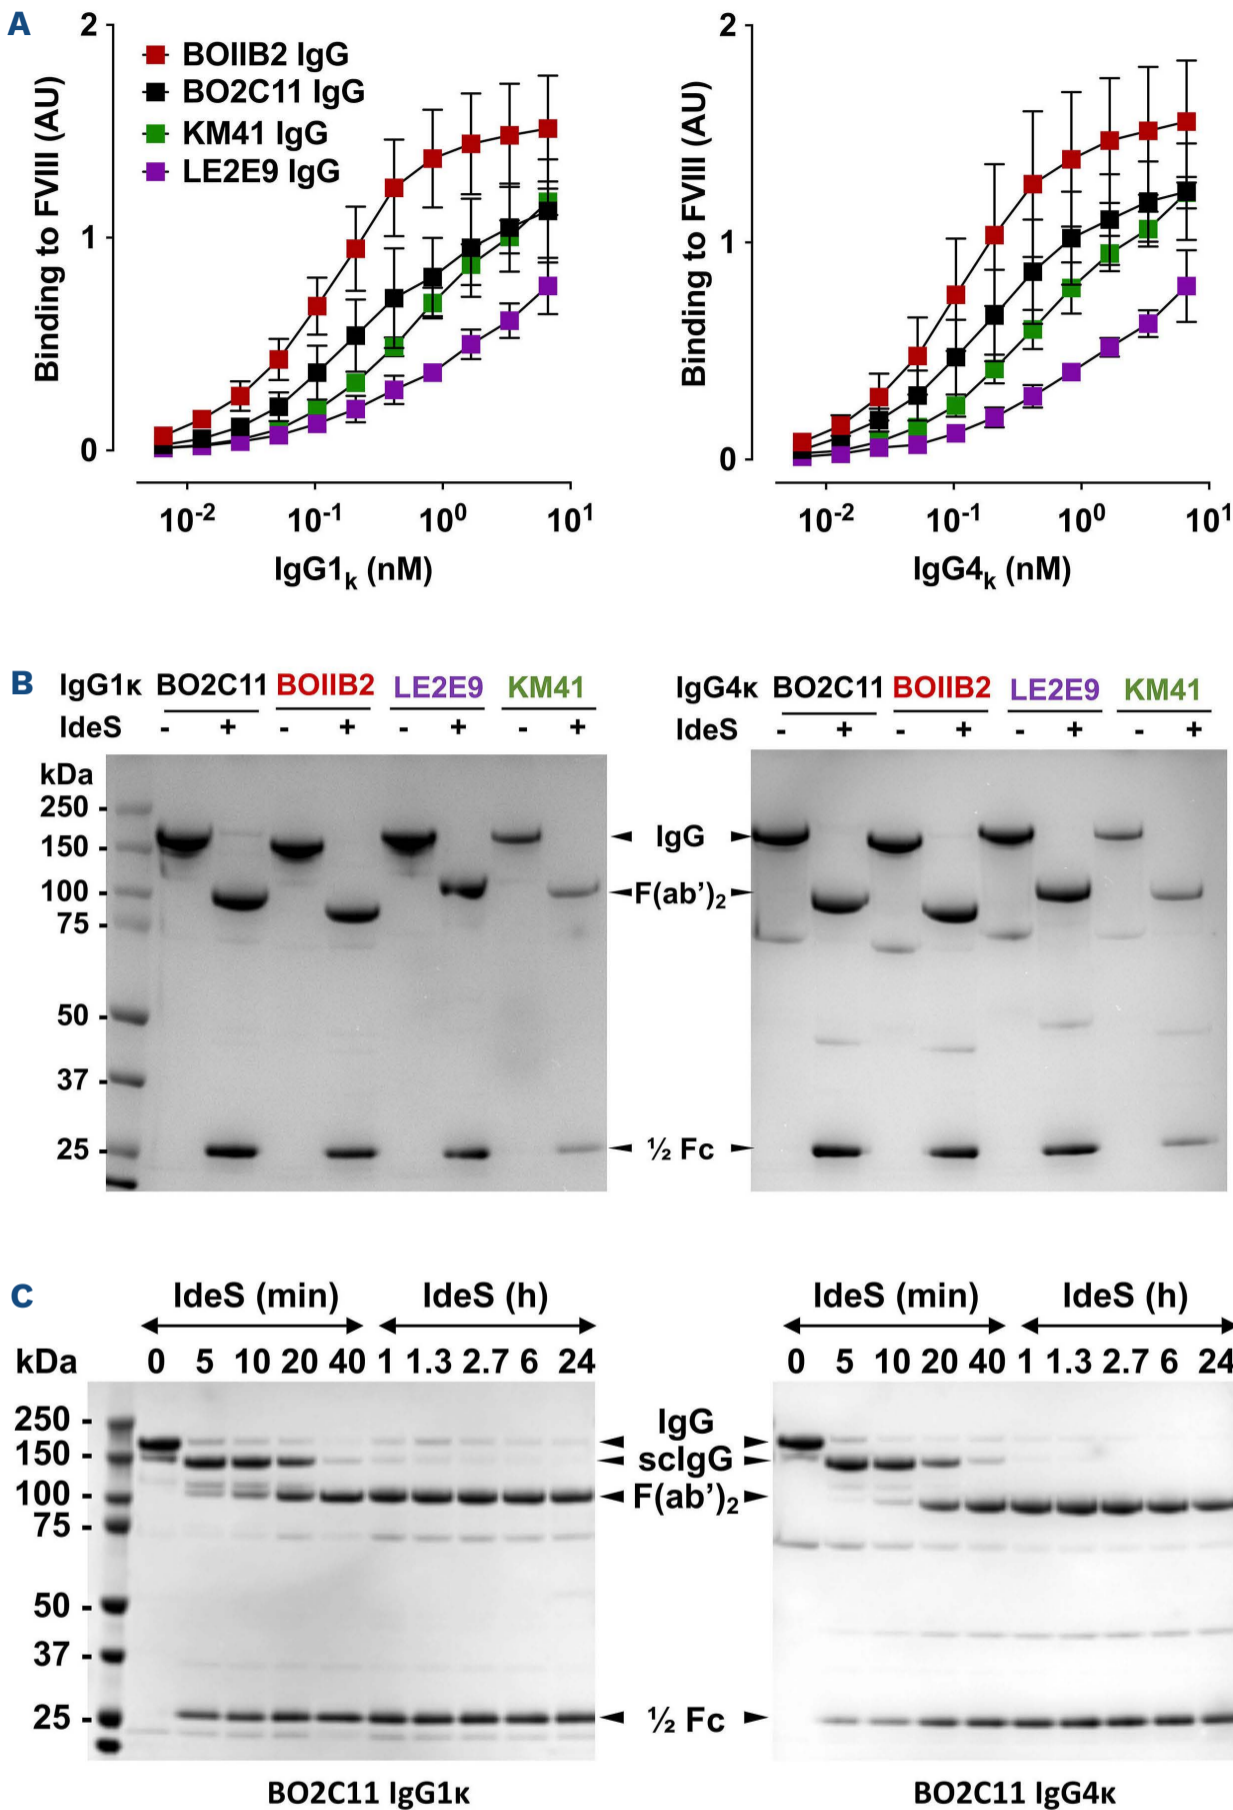 A
2
1
0
Binding to FVIII (AU)
BOIIB2 IgG
BO2C11 IgG
KM41 IgG
LE2E9 IgG
10-2 10-1 100 101
IgG1k (nM)
2
1
0
Binding to FVIII (AU)
10-2 10-1 100 101
IgG4k (nM)
B
IgG1κ BO2C11 BOIIB2 LE2E9 KM41
IdeS - + - + - + - +
IgG4κ BO2C11 BOIIB2 LE2E9 KM41
IdeS - + - + - + - +
kDa
250 -
150 -
100 -
75 -
50 -
37 -
25 -
IgG
F(ab’)2
½ Fc
C
IdeS (min) IdeS (h)
kDa 0 5 10 20 40 1 1.3 2.7 6 24
IdeS (min) IdeS (h)
0 5 10 20 40 1 1.3 2.7 6 24
250 -
150 -
100 -
75 -
50 -
37 -
25 -
IgG
scIgG
F(ab’)2
½ Fc
BO2C11 IgG1κ
BO2C11 IgG4κ